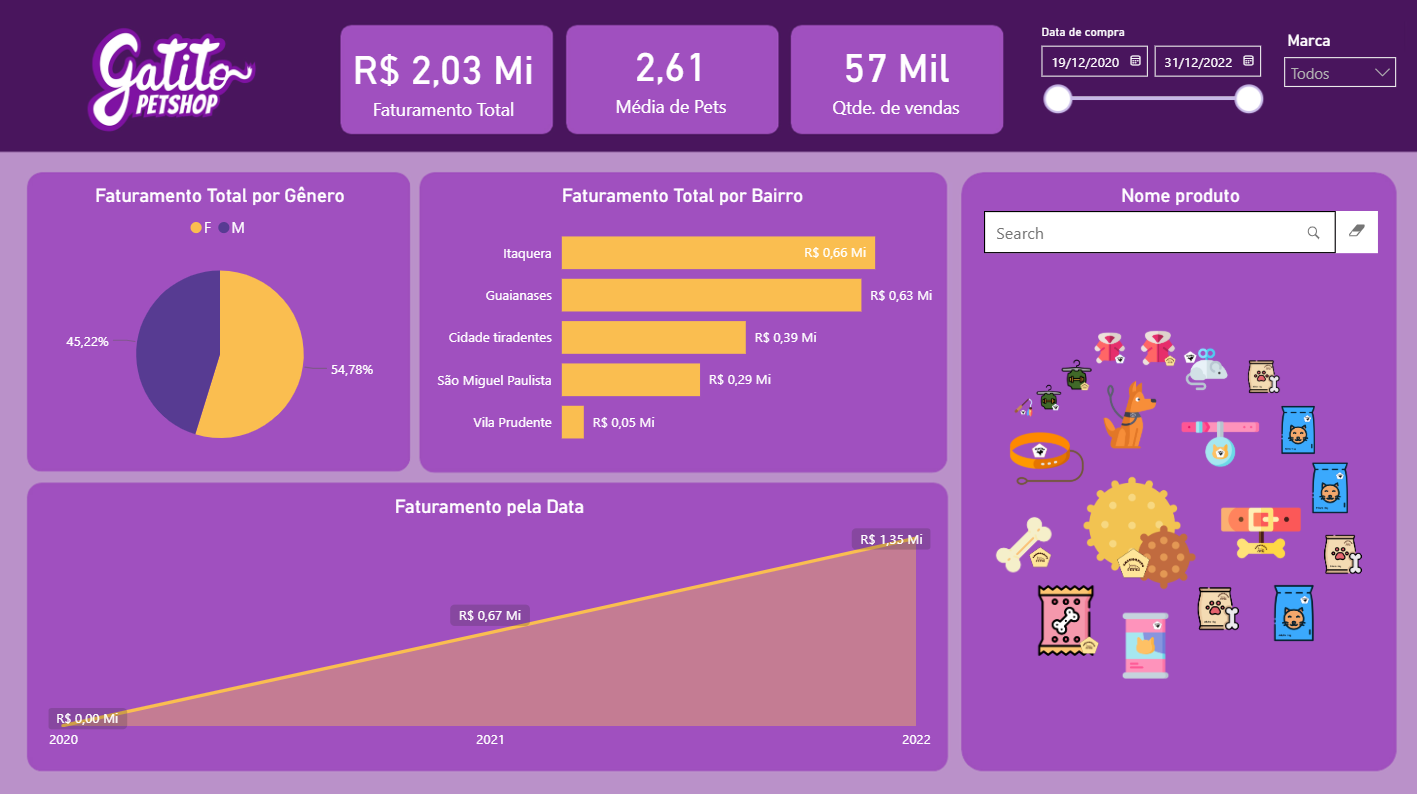 Gatito
PETSHOP
R$ 2,03 Mi
Faturamento Total
2,61
Média de Pets
57 Mil
Qtde. de vendas
Data de compra
19/12/2020
31/12/2022
Marca
Todos
Faturamento Total por Gênero
F M
45,22%
54,78%
Faturamento Total por Bairro
Itaquera R$ 0,66 Mi
Guaianases R$ 0,63 Mi
Cidade tiradentes R$ 0,39 Mi
São Miguel Paulista R$ 0,29 Mi
Vila Prudente R$ 0,05 Mi
Faturamento pela Data
R$ 1,35 Mi
R$ 0,67 Mi
R$ 0,00 Mi
2020 2021 2022
Nome produto
Search